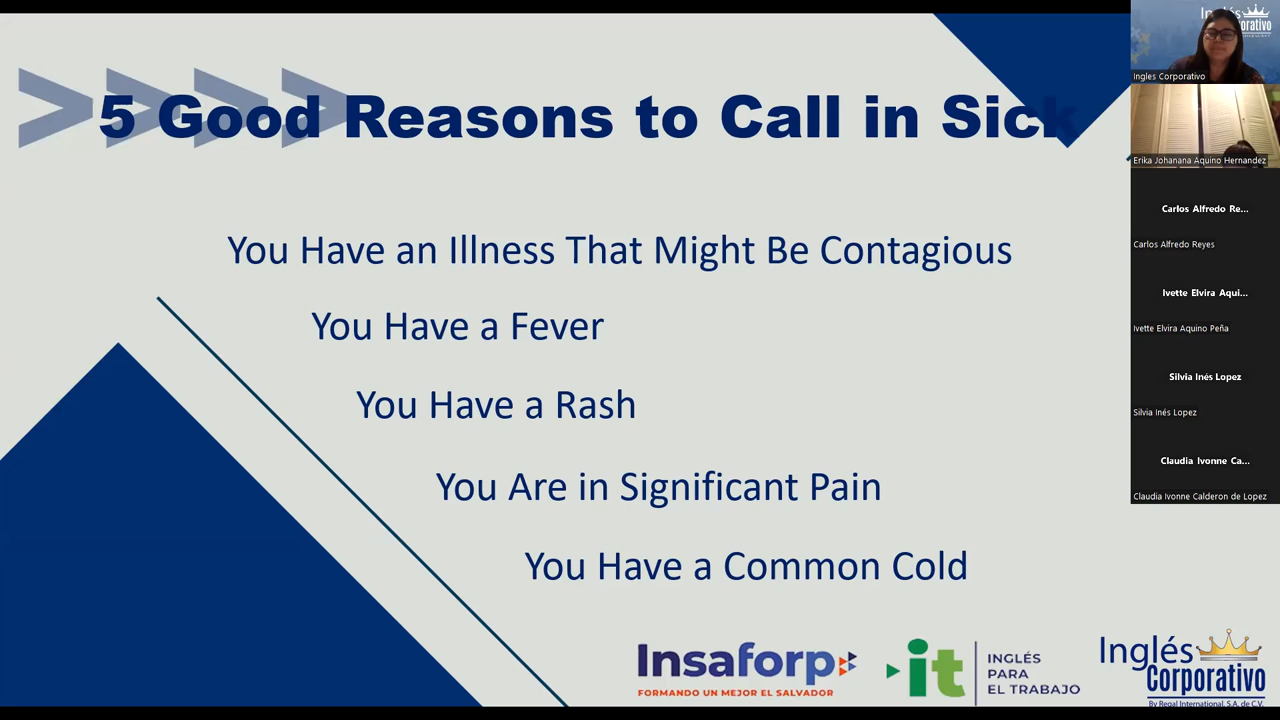 5 Good Reasons to Call in Sick
You Have an Illness That Might Be Contagious
You Have a Fever
You Have a Rash
You Are in Significant Pain
You Have a Common Cold
Insaforp
FORMANDO UN MEJOR EL SALVADOR
it
INGLÉS
PARA
EL TRABAJO
Inglés
Corporativo
By Regal International, S.A. de C.V.
Ingles Corporativo
Erika Johanana Aquino Hernandez
Carlos Alfredo Re...
Carlos Alfredo Reyes
Ivette Elvira Aqui...
Ivette Elvira Aquino Peña
Silvia Inés Lopez
Silvia Inés Lopez
Claudia Ivonne Ca...
Claudia Ivonne Calderon de Lopez